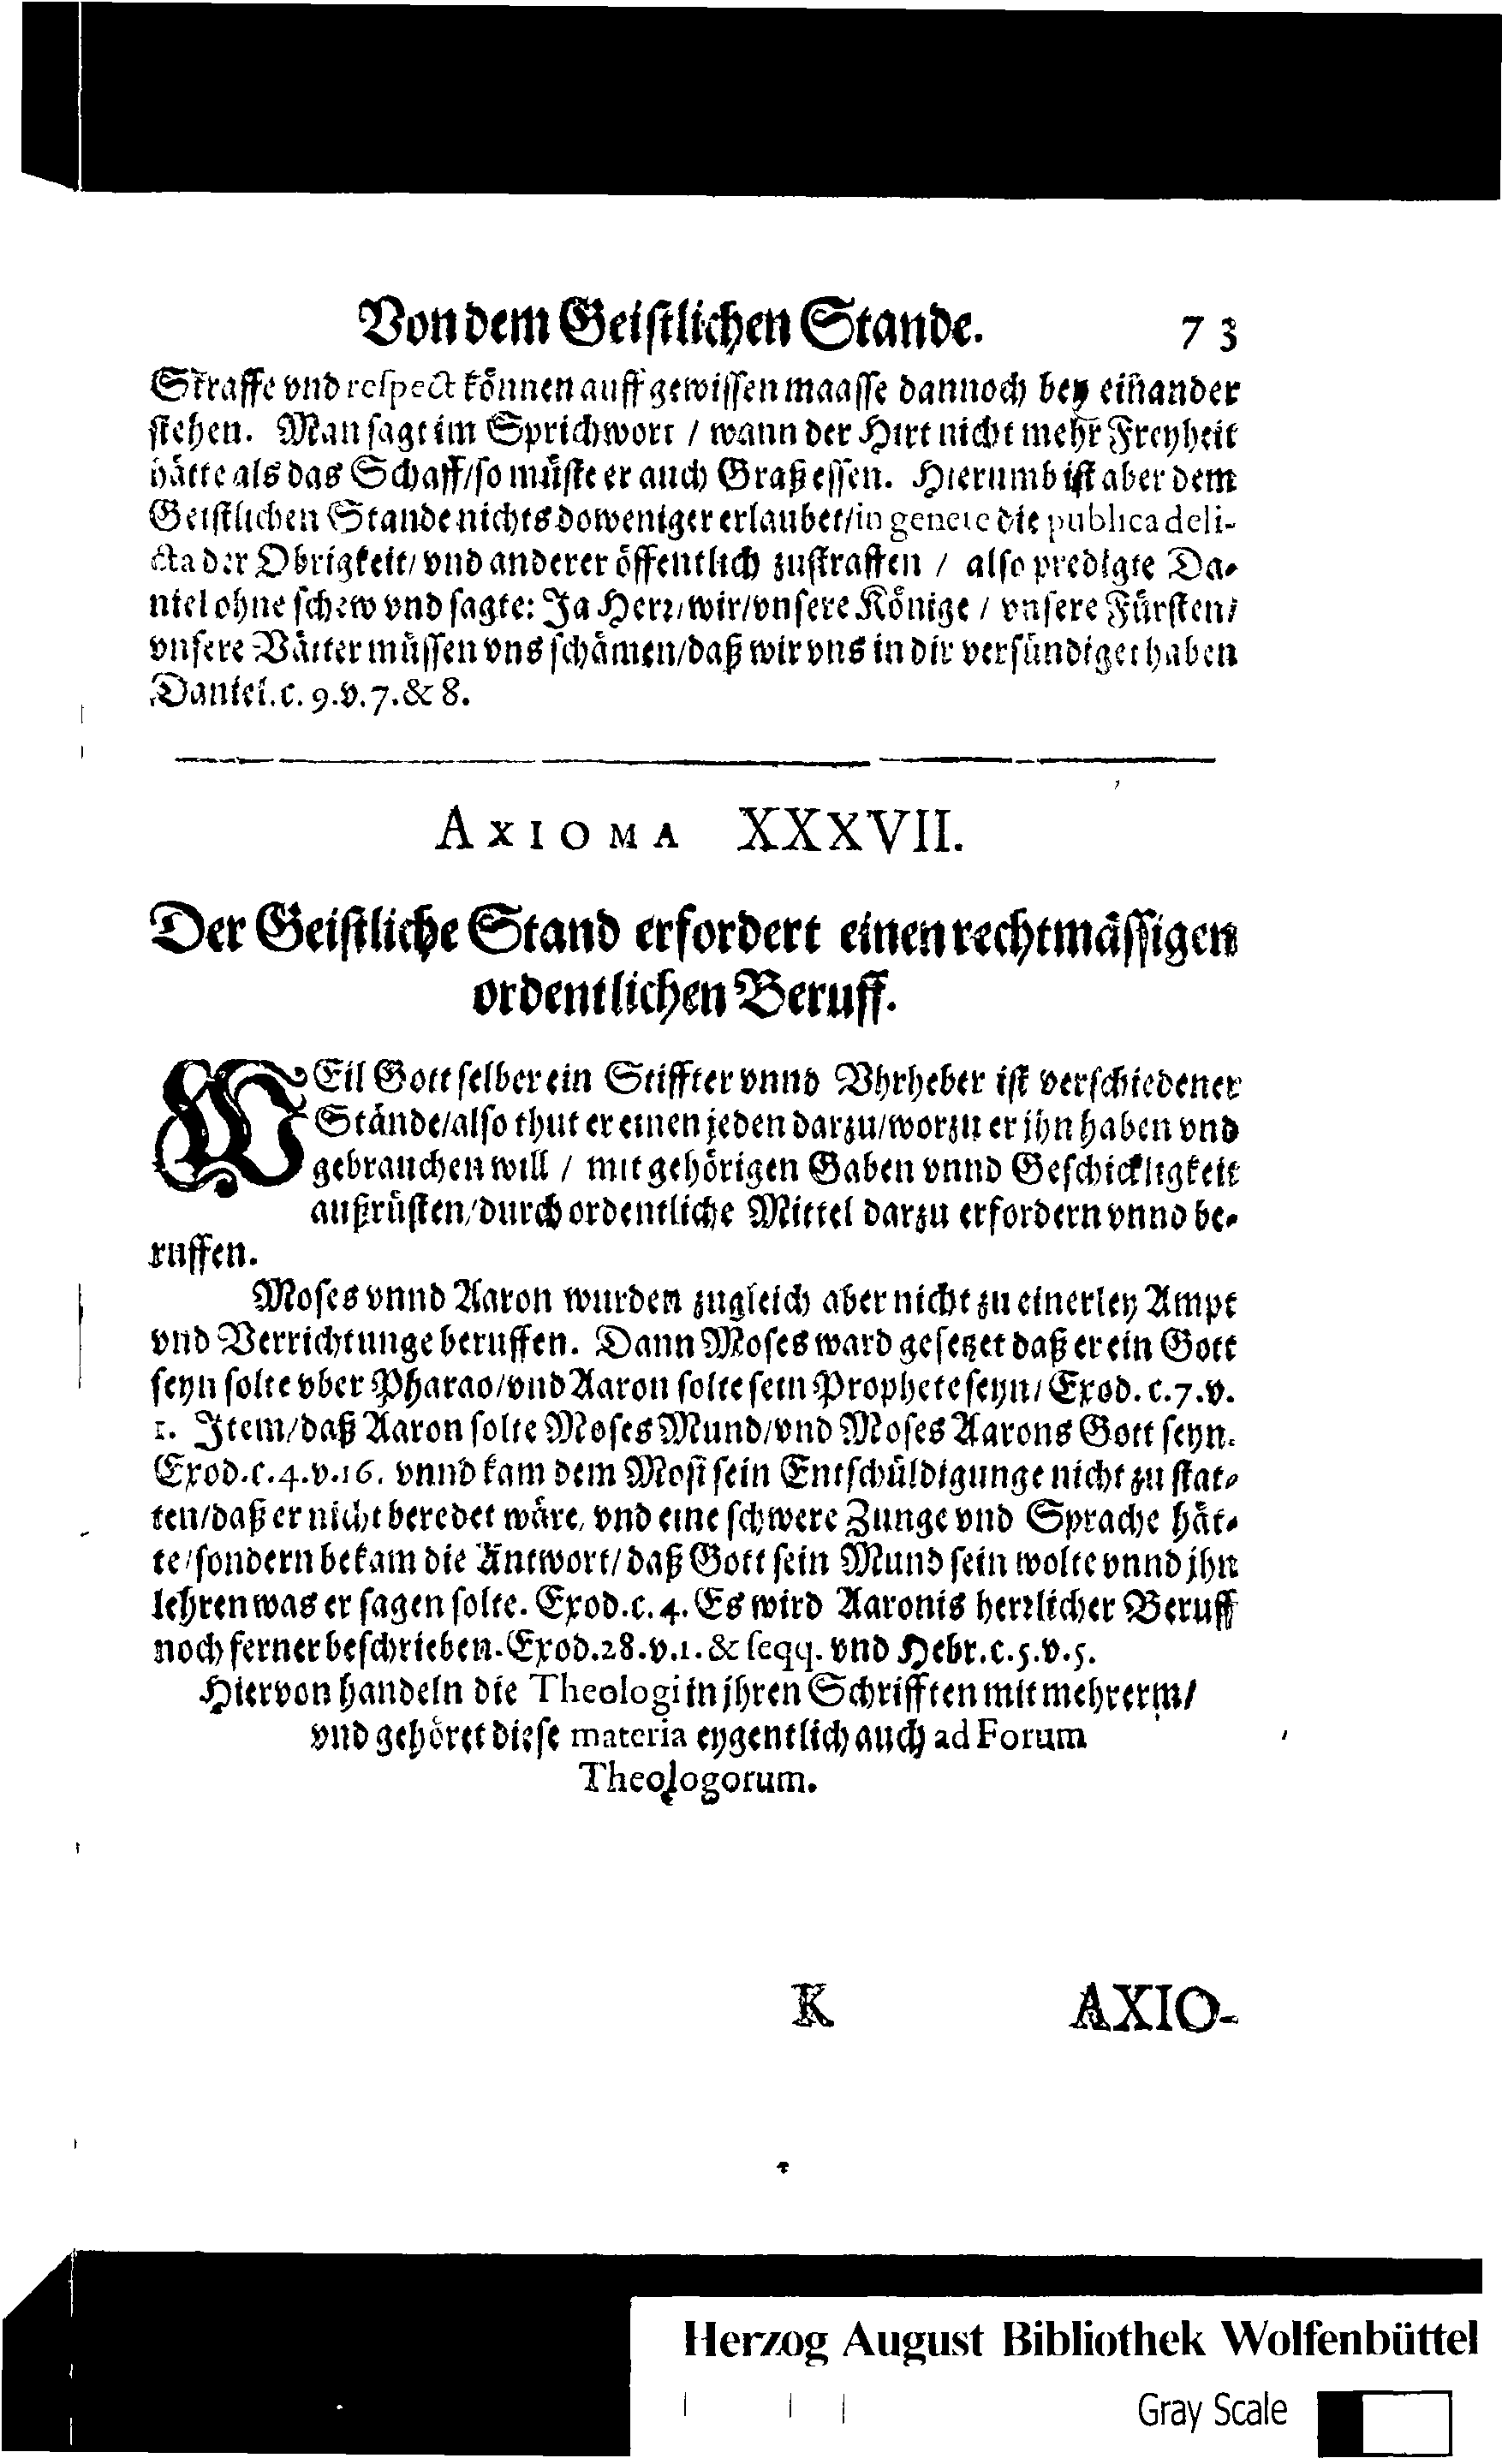 Von dem Geistlichen Stande. 73
Straffe vnd respect können auff gewissen maasse dannoch bey einander
stehen. Man sagt im Sprichwort / wann der Hirt nicht mehr Freyheit
hätte als das Schaff/so müste er auch Graß essen. Hierumb ist aber dem
Geistlichen Stande nichts doweniger erlaubet/in genere die publica deli-
cta der Obrigkeit/ vnd anderer öffentlich zustraffen / also predigte Da-
niel ohne schew vnd sagte: Ja Herr/ wir/vnsere Könige / vnsere Fürsten/
vnsere Vätter müssen vns schämen/daß wir vns in dir versündiget haben
Daniel. c. 9.v. 7. & 8.
AXIOMA XXXVII.
Der Geistliche Stand erfordert einen rechtmässigen
ordentlichen Beruff.
WEil Gott selber ein Stiffter vnnd Vhrheber ist verschiedener
Stände/also thut er einen jeden darzu/worzu er jhn haben vnd
gebrauchen will / mit gehörigen Gaben vnnd Geschickligkeit
außrüsten/durch ordentliche Mittel darzu erfordern vnnd be-
ruffen.
Moses vnnd Aaron wurden zugleich aber nicht zu einerley Ampt
vnd Verrichtunge beruffen. Dann Moses ward gesetzet daß er ein Gott
seyn solte vber Pharao/vnd Aaron solte sein Prophete seyn/ Exod. c. 7. v.
1. Item/daß Aaron solte Moses Mund/vnd Moses Aarons Gott seyn.
Exod. c. 4. v. 16. vnnd kam dem Mosi sein Entschüldigunge nicht zu stat-
ten/daß er nicht beredet wäre, vnd eine schwere Zunge vnd Sprache hät-
te/sondern bekam die Antwort/daß Gott sein Mund sein wolte vnnd jhn
lehren was er sagen solte. Exod. c. 4. Es wird Aaronis herrlicher Beruff
noch ferner beschrieben. Exod. 28. v. 1. & seqq. vnd Hebr. c. 5. v. 5.
Hiervon handeln die Theologi in jhren Schrifften mit mehrerm/
vnd gehöret diese materia eygentlich auch ad Forum
Theologorum.
K AXIO-
Herzog August Bibliothek Wolfenbüttel
Gray Scale